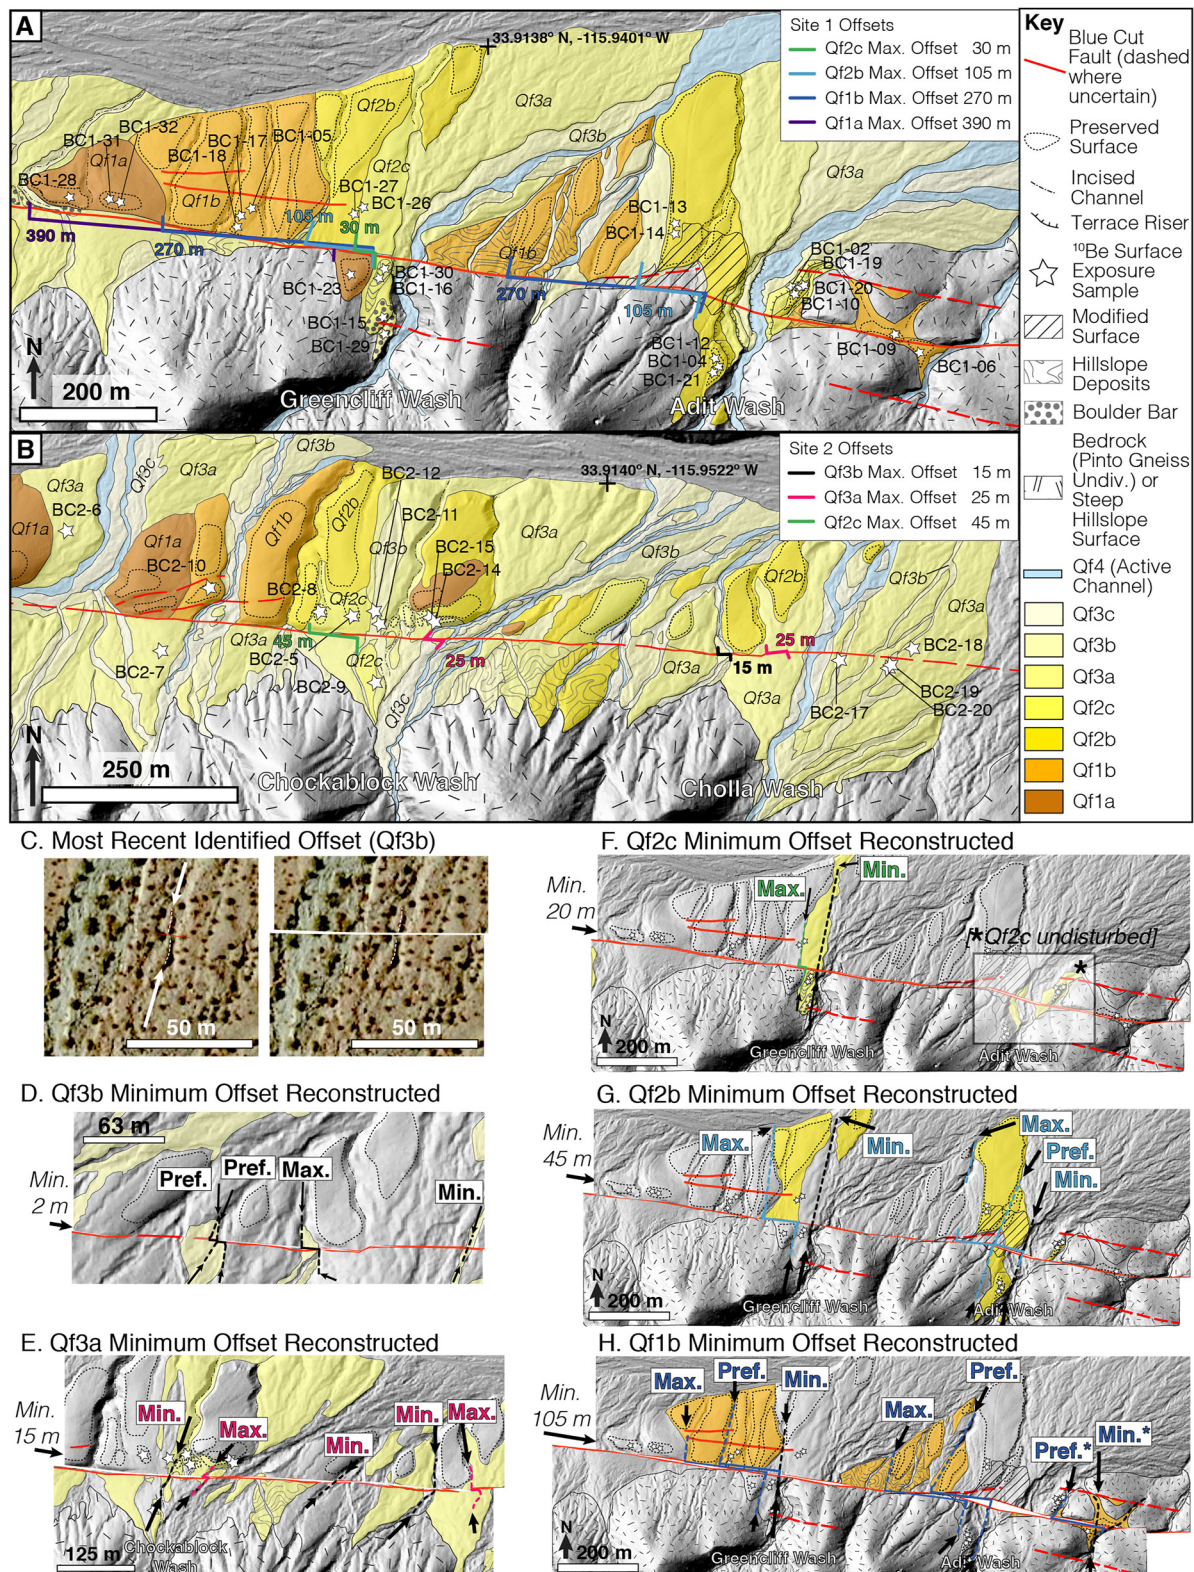 A
33.9138° N, -115.9401° W
Site 1 Offsets
Qf2c Max. Offset 30 m
Qf2b Max. Offset 105 m
Qf1b Max. Offset 270 m
Qf1a Max. Offset 390 m
Qf2b
Qf3a
Qf3b
Qf3a
BC1-32
BC1-31
BC1-17
BC1-05
BC1-18
Qf1a
BC1-28
Qf1b
Qf2c
BC1-27
BC1-26
105 m
30 m
390 m
270 m
BC1-13
BC1-14
Qf1b
BC1-02
BC1-19
BC1-20
BC1-10
BC1-30
BC1-16
BC1-23
270 m
105 m
BC1-15
BC1-29
BC1-12
BC1-04
BC1-21
BC1-09
BC1-06
N
200 m
Greencliff Wash
Adit Wash
Key
Blue Cut
Fault (dashed
where
uncertain)
Preserved
Surface
Incised
Channel
Terrace Riser
¹⁰Be Surface
Exposure
Sample
Modified
Surface
Hillslope
Deposits
Boulder Bar
Bedrock
(Pinto Gneiss
Undiv.) or
Steep
Hillslope
Surface
Qf4 (Active
Channel)
Qf3c
Qf3b
Qf3a
Qf2c
Qf2b
Qf1b
Qf1a
B
Qf3c
Qf3a
Qf3b
BC2-12
33.9140° N, -115.9522° W
Site 2 Offsets
Qf3b Max. Offset 15 m
Qf3a Max. Offset 25 m
Qf2c Max. Offset 45 m
Qf3a
BC2-6
Qf1a
Qf1a
Qf1b
Qf2b
Qf3b
BC2-11
Qf3a
BC2-15
BC2-14
Qf3b
Qf2b
Qf3b
Qf3a
BC2-10
BC2-8
Qf2c
45 m
Qf3a
BC2-5
Qf2c
25 m
25 m
15 m
BC2-18
BC2-7
BC2-9
Qf3c
Qf3a
Qf3a
BC2-17
BC2-19
BC2-20
N
250 m
Chockablock Wash
Cholla Wash
C. Most Recent Identified Offset (Qf3b)
50 m
50 m
D. Qf3b Minimum Offset Reconstructed
63 m
Min.
2 m
Pref.
Pref.
Max.
Min.
E. Qf3a Minimum Offset Reconstructed
Min.
15 m
Min.
Max.
Min.
Min.
Max.
125 m
Chockablock
Wash
F. Qf2c Minimum Offset Reconstructed
Min.
20 m
Max.
Min.
[*Qf2c undisturbed]
*
N
200 m
Greencliff Wash
Adit Wash
G. Qf2b Minimum Offset Reconstructed
Min.
45 m
Max.
Min.
Max.
Pref.
Min.
N
200 m
Greencliff Wash
Adit Wash
H. Qf1b Minimum Offset Reconstructed
Min.
105 m
Max.
Pref.
Min.
Max.
Pref.
Pref.*
Min.*
N
200 m
Greencliff Wash
Adit Wash